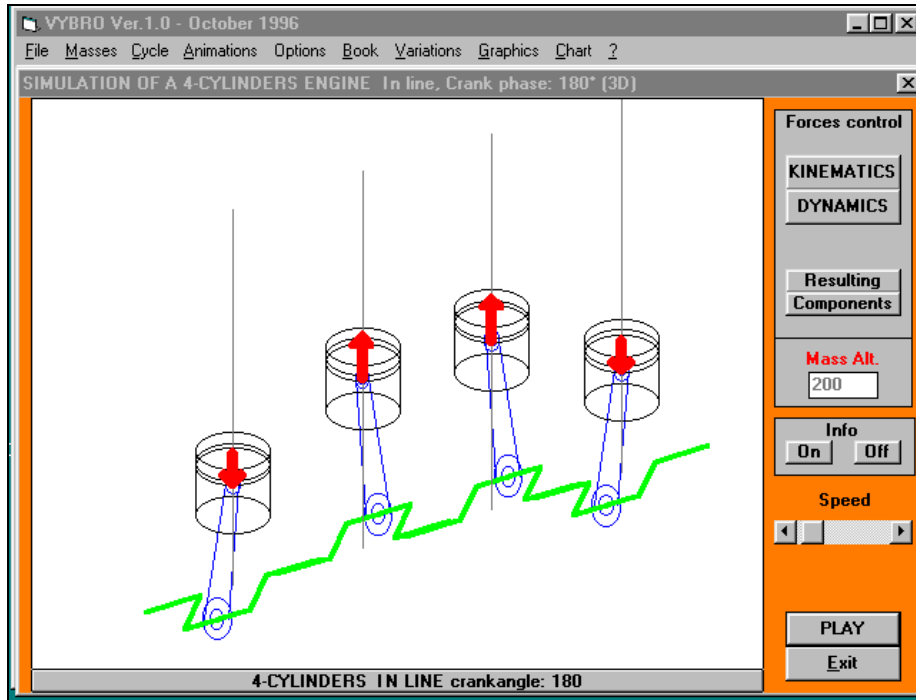 VYBRO Ver.1.0 - October 1996
File Masses Cycle Animations Options Book Variations Graphics Chart ?
SIMULATION OF A 4-CYLINDERS ENGINE In line, Crank phase: 180° (3D)
Forces control
KINEMATICS
DYNAMICS
Resulting
Components
Mass Alt.
200
Info
On Off
Speed
PLAY
Exit
4-CYLINDERS IN LINE crankangle: 180